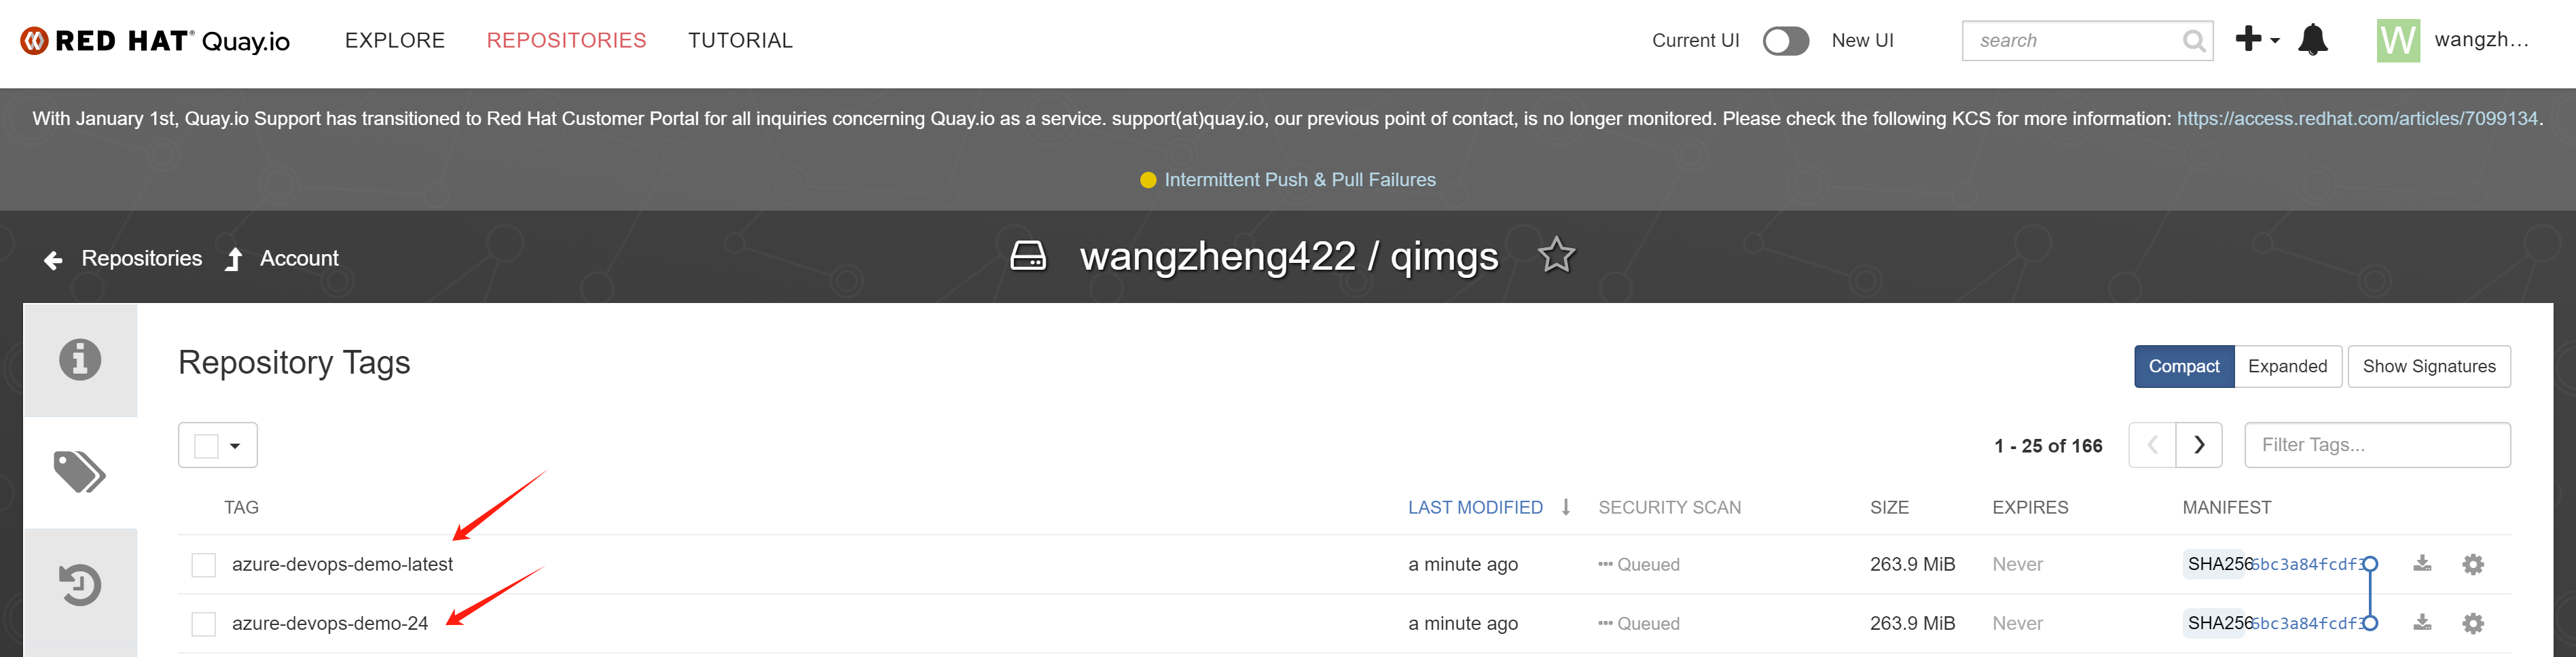 RED HAT® Quay.io EXPLORE REPOSITORIES TUTORIAL Current UI New UI search W wangzh...
With January 1st, Quay.io Support has transitioned to Red Hat Customer Portal for all inquiries concerning Quay.io as a service. support(at)quay.io, our previous point of contact, is no longer monitored. Please check the following KCS for more information: https://access.redhat.com/articles/7099134.
Intermittent Push & Pull Failures
Repositories Account wangzheng422 / qimgs
Repository Tags Compact Expanded Show Signatures
1 - 25 of 166 Filter Tags...
TAG LAST MODIFIED SECURITY SCAN SIZE EXPIRES MANIFEST
azure-devops-demo-latest a minute ago Queued 263.9 MiB Never SHA256 6bc3a84fcdf3
azure-devops-demo-24 a minute ago Queued 263.9 MiB Never SHA256 6bc3a84fcdf3